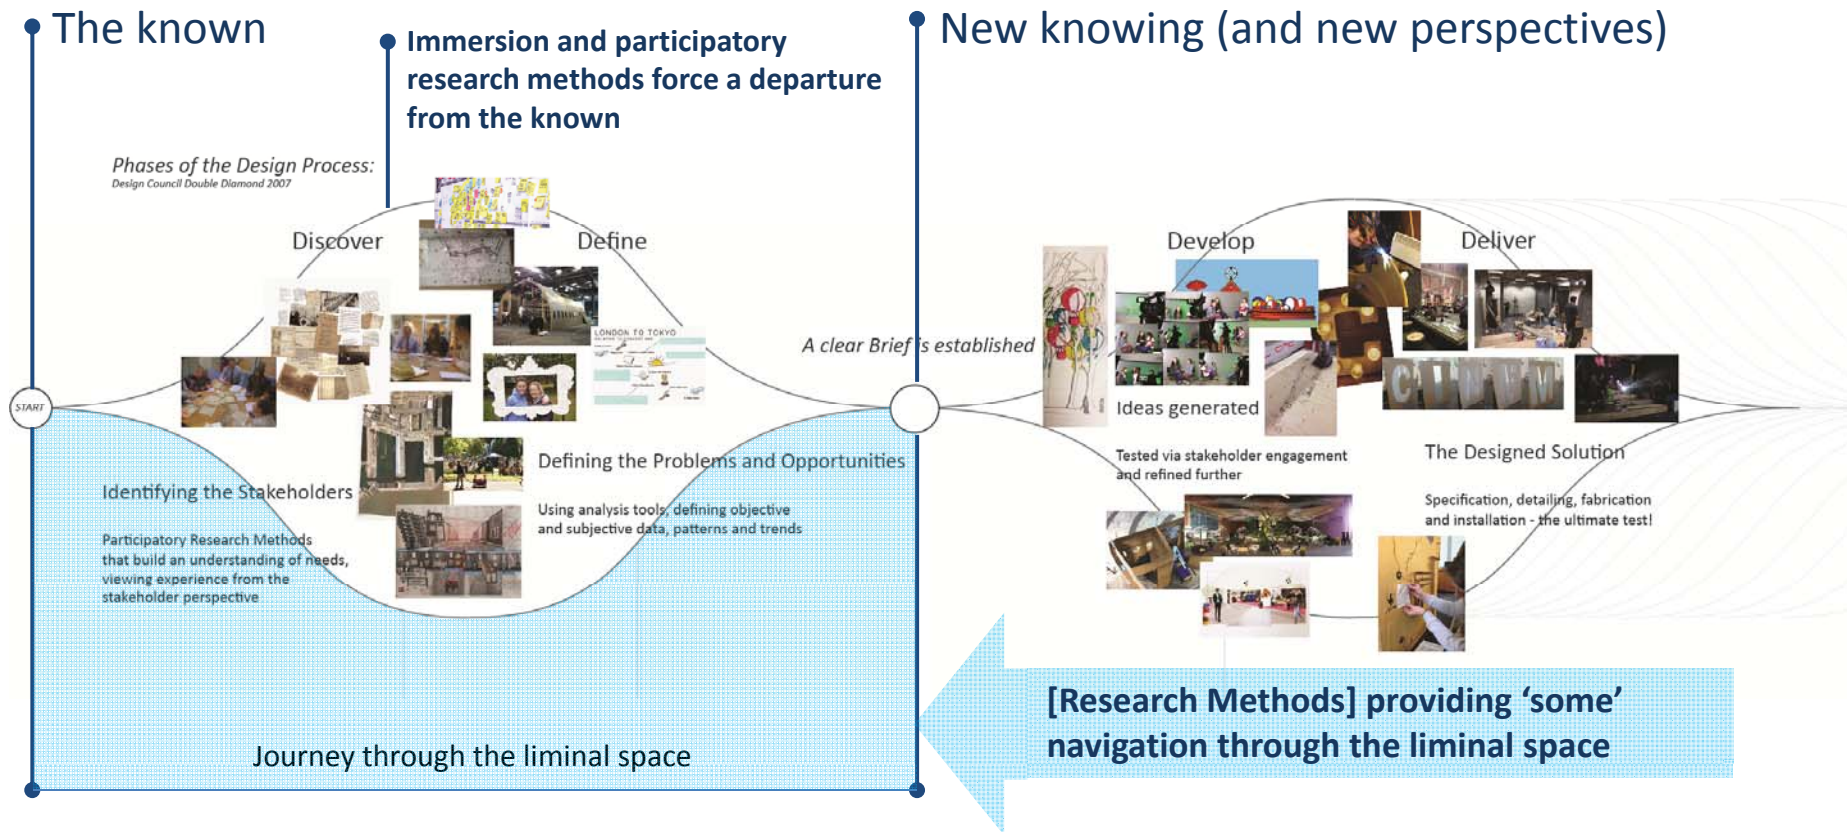 The known
New knowing (and new perspectives)
Immersion and participatory
research methods force a departure
from the known
Phases of the Design Process:
Design Council Double Diamond 2007
Discover
Define
Develop
Deliver
LONDON TO TOKYO
A clear Brief is established
START
Ideas generated
CINEM
Tested via stakeholder engagement
and refined further
The Designed Solution
Specification, detailing, fabrication
and installation - the ultimate test!
Defining the Problems and Opportunities
Using analysis tools, defining objective
and subjective data, patterns and trends
Identifying the Stakeholders
Participatory Research Methods
that build an understanding of needs,
viewing experience from the
stakeholder perspective
[Research Methods] providing ‘some’
navigation through the liminal space
Journey through the liminal space